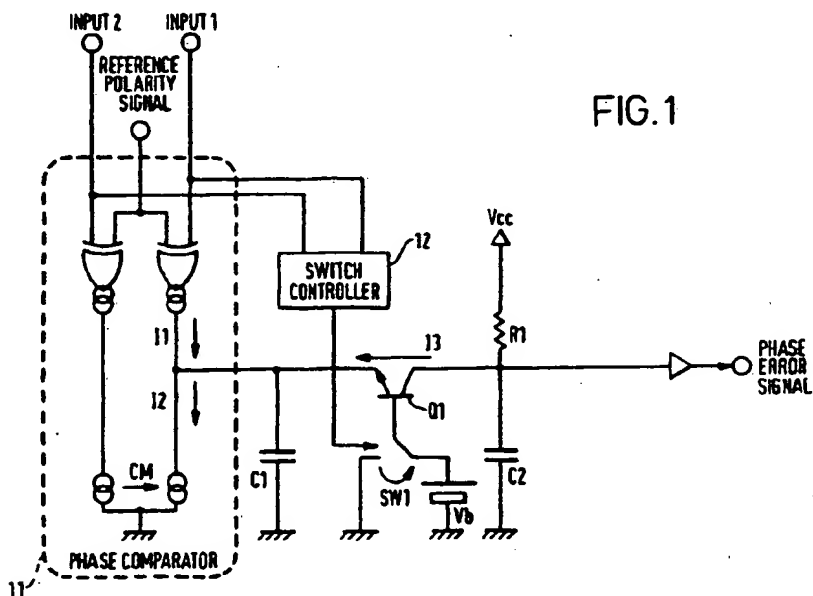 INPUT 2
INPUT 1
REFERENCE
POLARITY
SIGNAL
FIG.1
Vcc
12
SWITCH
CONTROLLER
R1
I1
I3
PHASE
ERROR
SIGNAL
I2
Q1
CM
C1
SW1
C2
Vb
PHASE COMPARATOR
11